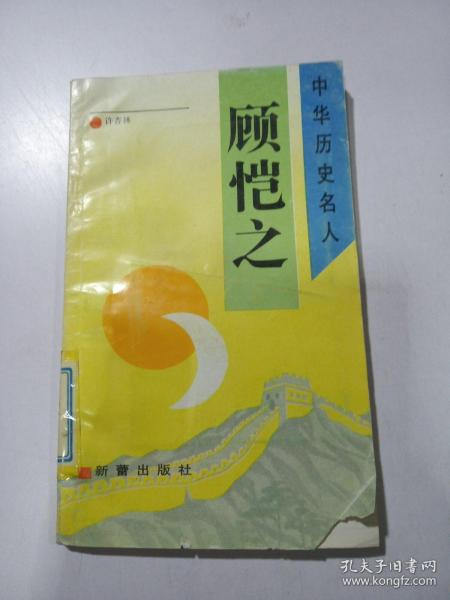 中华历史名人
顾恺之
许吉林
新蕾出版社
孔夫子旧书网
www.kongfz.com